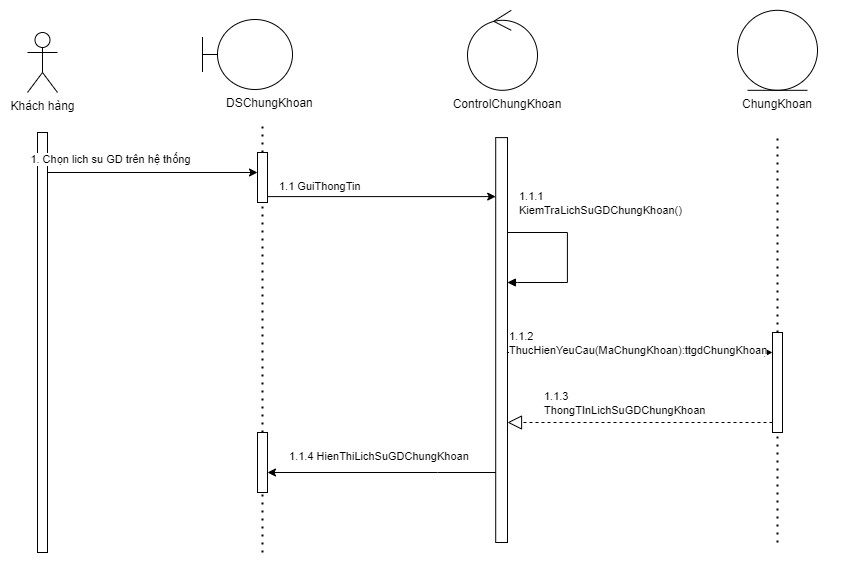 Khách hàng
DSChungKhoan
ControlChungKhoan
ChungKhoan
1. Chọn lich su GD trên hệ thống
1.1 GuiThongTin
1.1.1
KiemTraLichSuGDChungKhoan()
1.1.2
ThucHienYeuCau(MaChungKhoan):ttgdChungKhoan
1.1.3
ThongTInLichSuGDChungKhoan
1.1.4 HienThiLichSuGDChungKhoan